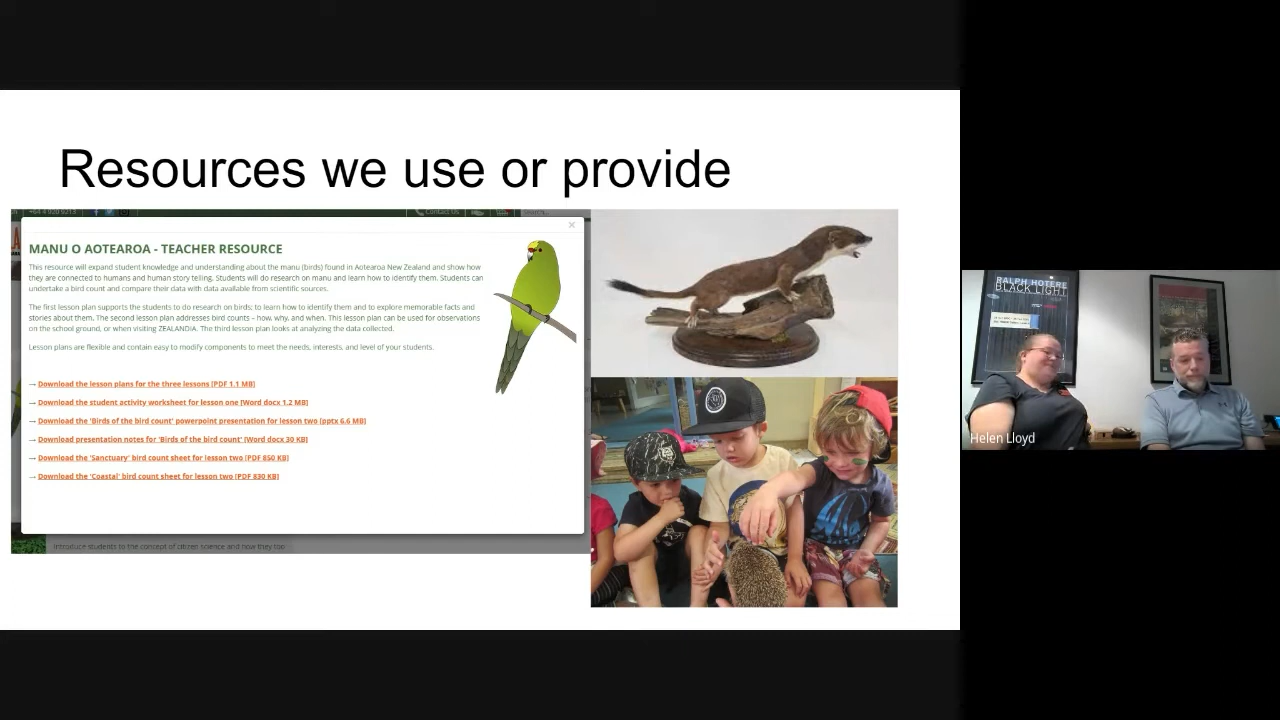 Resources we use or provide
+64 4 920 9213
Contact Us
Search...
MANU O AOTEAROA - TEACHER RESOURCE
This resource will expand student knowledge and understanding about the manu (birds) found in Aotearoa New Zealand and show how
they are connected to humans and human story telling. Students will do research on manu and learn how to identify them. Students can
undertake a bird count and compare their data with data available from scientific sources.
The first lesson plan supports the students to do research on birds; to learn how to identify them and to explore memorable facts and
stories about them. The second lesson plan addresses bird counts – how, why, and when. This lesson plan can be used for observations
on the school ground, or when visiting ZEALANDIA. The third lesson plan looks at analyzing the data collected.
Lesson plans are flexible and contain easy to modify components to meet the needs, interests, and level of your students.
→ Download the lesson plans for the three lessons [PDF 1.1 MB]
→ Download the student activity worksheet for lesson one [Word docx 1.2 MB]
→ Download the 'Birds of the bird count' powerpoint presentation for lesson two [pptx 6.6 MB]
→ Download presentation notes for 'Birds of the bird count' [Word docx 30 KB]
→ Download the 'Sanctuary' bird count sheet for lesson two [PDF 850 KB]
→ Download the 'Coastal' bird count sheet for lesson two [PDF 830 KB]
Introduce students to the concept of citizen science and how they too
RALPH HOTERE
BLACK LIGHT
Helen Lloyd